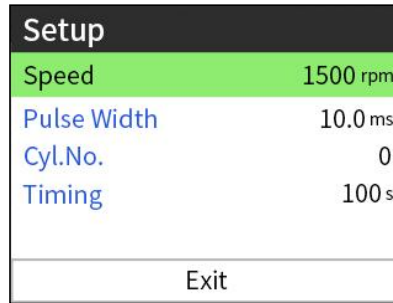 Setup
Speed 1500 rpm
Pulse Width 10.0 ms
Cyl.No. 0
Timing 100 s
Exit